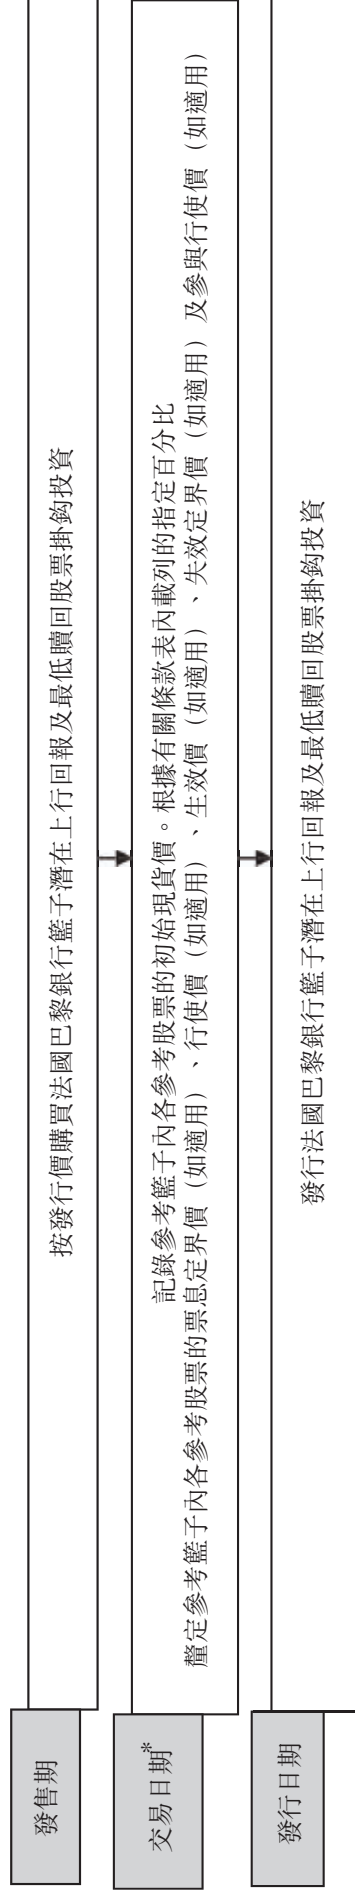 發售期
按發行價購買法國巴黎銀行籃子潛在上行回報及最低贖回股票掛鈎投資
交易日期*
記錄參考籃子內各參考股票的初始現貨價。根據有關條款表內載列的指定百分比
釐定參考籃子內各參考股票的票息定界價（如適用）、行使價（如適用）、生效價（如適用）、失效定界價（如適用）及參與行使價（如適用）
發行日期
發行法國巴黎銀行籃子潛在上行回報及最低贖回股票掛鈎投資